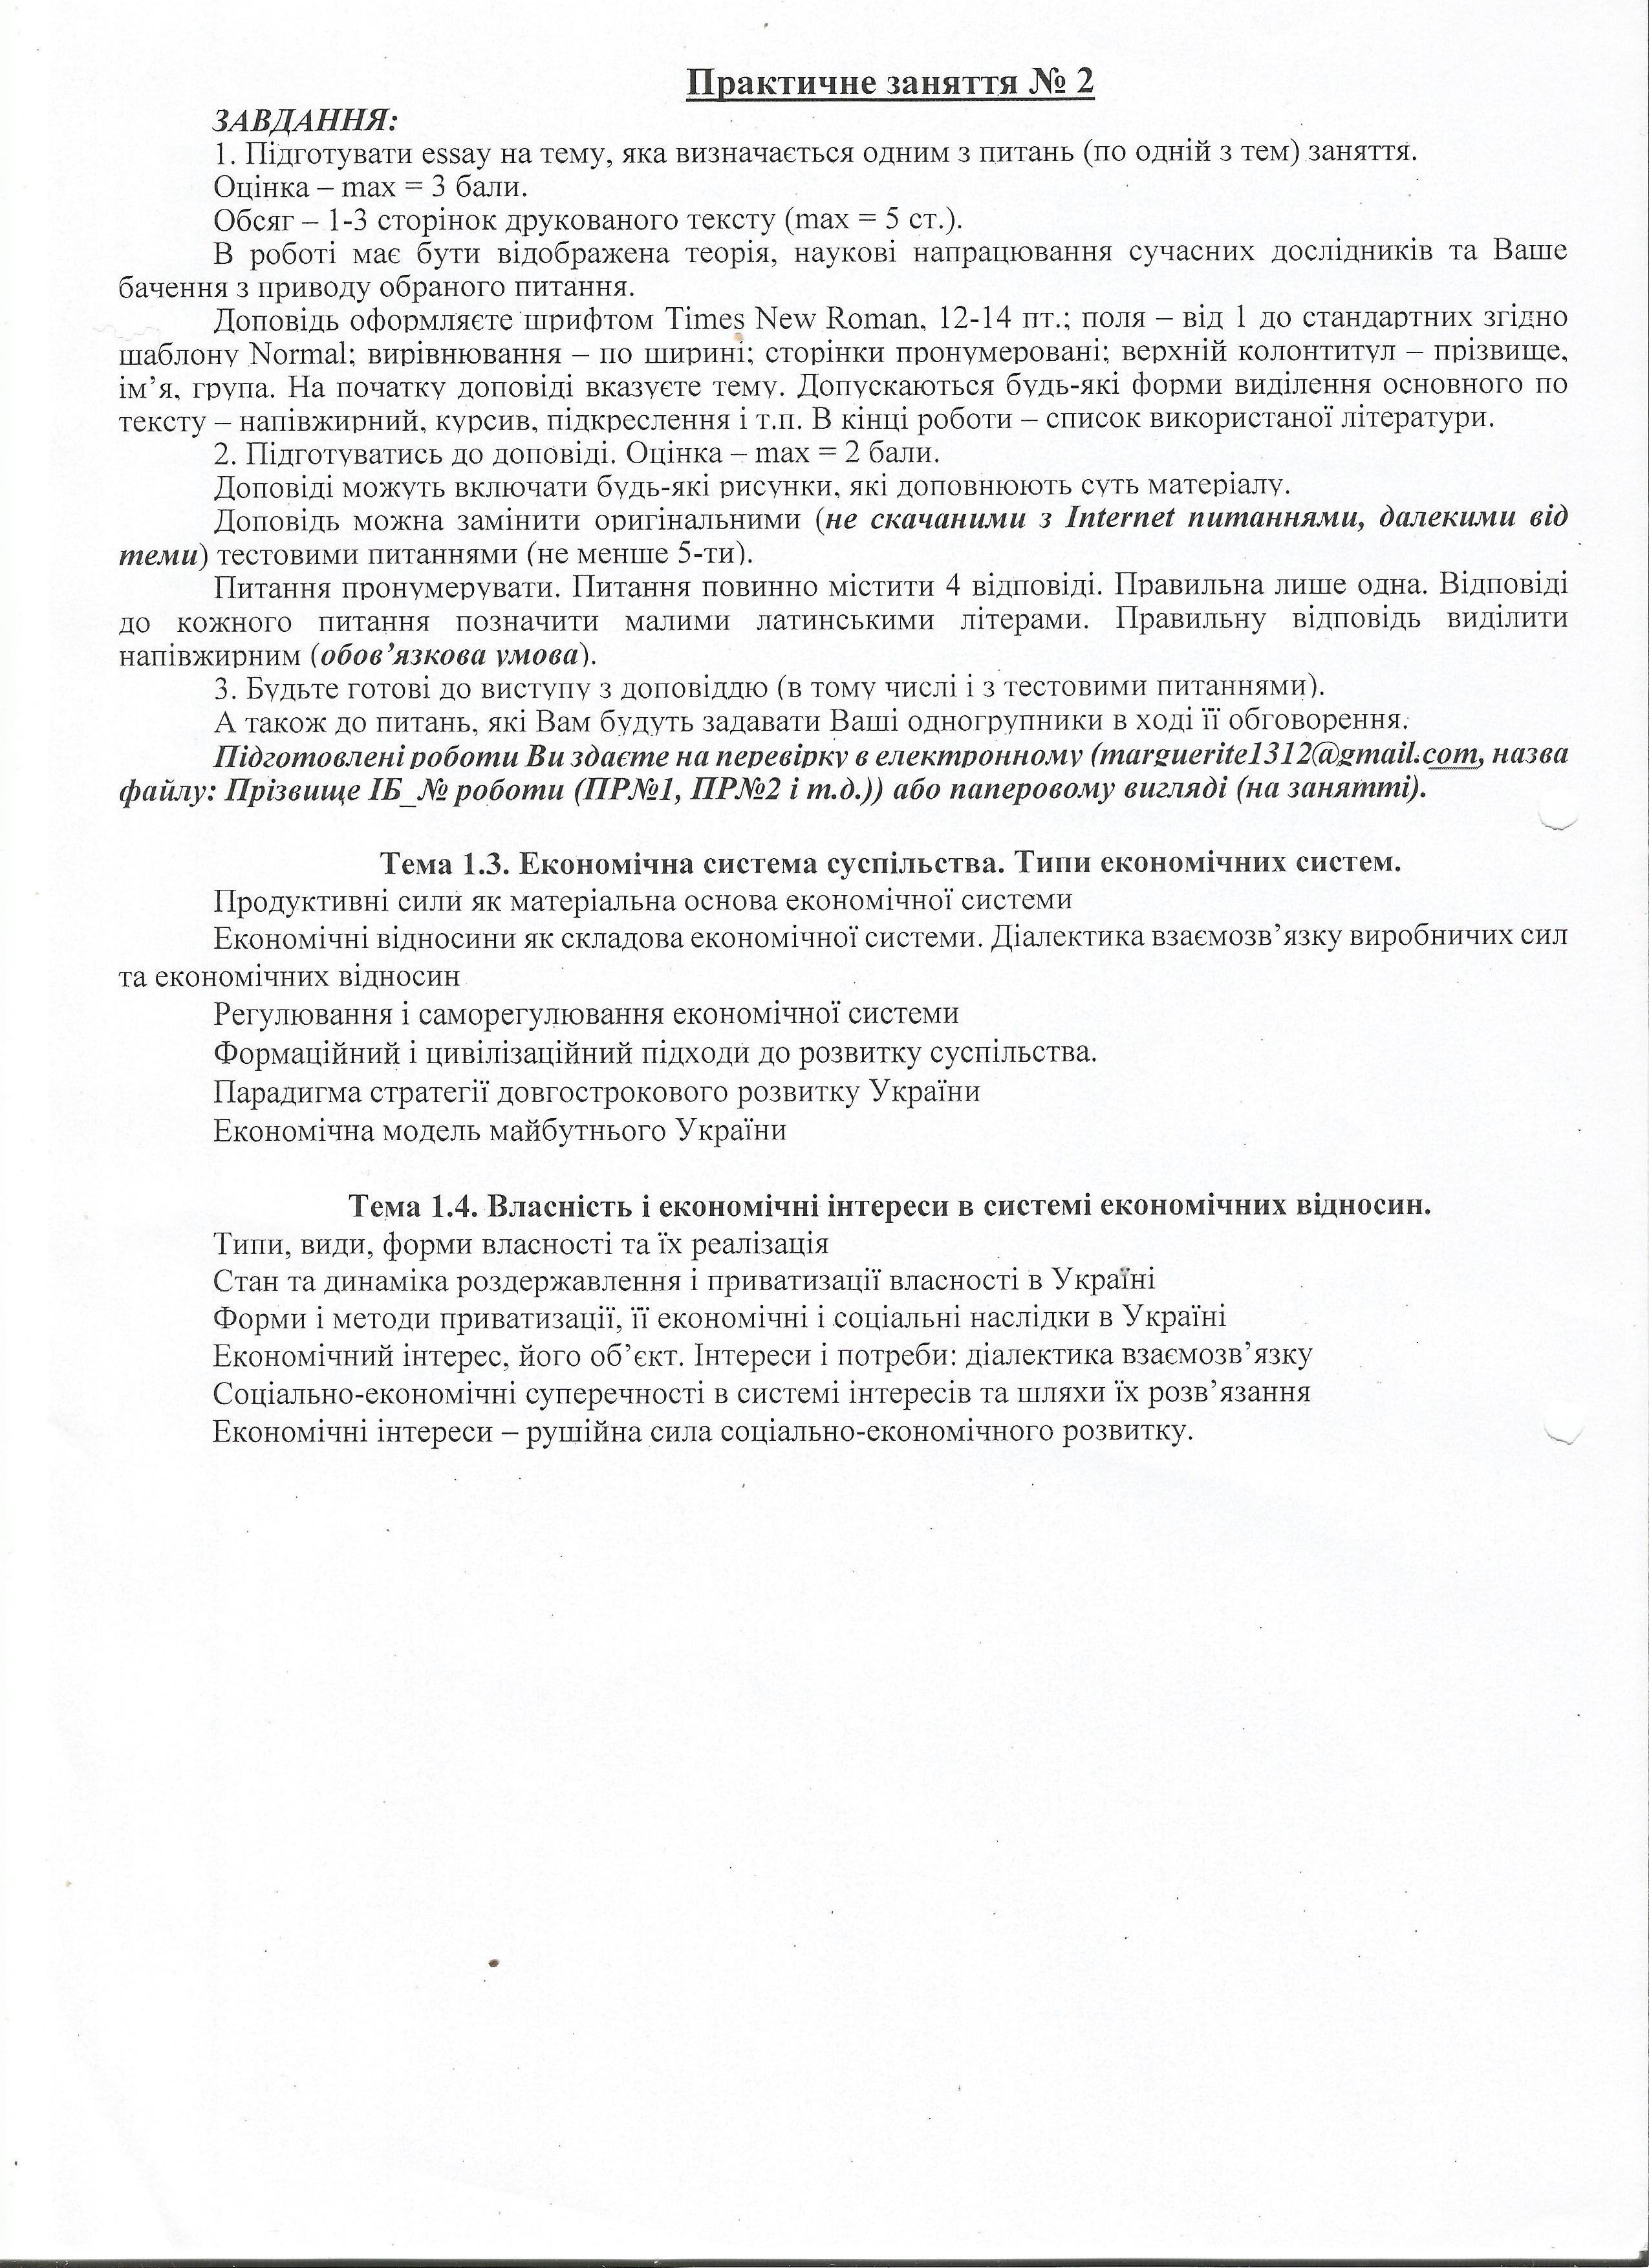 Практичне заняття № 2
ЗАВДАННЯ:
1. Підготувати essay на тему, яка визначається одним з питань (по одній з тем) заняття.
Оцінка – max = 3 бали.
Обсяг – 1-3 сторінок друкованого тексту (max = 5 ст.).
В роботі має бути відображена теорія, наукові напрацювання сучасних дослідників та Ваше
бачення з приводу обраного питання.
Доповідь оформляєте шрифтом Times New Roman, 12-14 пт.; поля – від 1 до стандартних згідно
шаблону Normal; вирівнювання – по ширині; сторінки пронумеровані; верхній колонтитул – прізвище,
ім’я, група. На початку доповіді вказуєте тему. Допускаються будь-які форми виділення основного по
тексту – напівжирний, курсив, підкреслення і т.п. В кінці роботи – список використаної літератури.
2. Підготуватись до доповіді. Оцінка – max = 2 бали.
Доповіді можуть включати будь-які рисунки, які доповнюють суть матеріалу.
Доповідь можна замінити оригінальними (не скачаними з Internet питаннями, далекими від
теми) тестовими питаннями (не менше 5-ти).
Питання пронумерувати. Питання повинно містити 4 відповіді. Правильна лише одна. Відповіді
до кожного питання позначити малими латинськими літерами. Правильну відповідь виділити
напівжирним (обов’язкова умова).
3. Будьте готові до виступу з доповіддю (в тому числі і з тестовими питаннями).
А також до питань, які Вам будуть задавати Ваші одногрупники в ході її обговорення.
Підготовлені роботи Ви здаєте на перевірку в електронному (marguerite1312@gmail.com, назва
файлу: Прізвище ІБ_№ роботи (ПР№1, ПР№2 і т.д.)) або паперовому вигляді (на занятті).
Тема 1.3. Економічна система суспільства. Типи економічних систем.
Продуктивні сили як матеріальна основа економічної системи
Економічні відносини як складова економічної системи. Діалектика взаємозв’язку виробничих сил
та економічних відносин
Регулювання і саморегулювання економічної системи
Формаційний і цивілізаційний підходи до розвитку суспільства.
Парадигма стратегії довгострокового розвитку України
Економічна модель майбутнього України
Тема 1.4. Власність і економічні інтереси в системі економічних відносин.
Типи, види, форми власності та їх реалізація
Стан та динаміка роздержавлення і приватизації власності в Україні
Форми і методи приватизації, її економічні і соціальні наслідки в Україні
Економічний інтерес, його об’єкт. Інтереси і потреби: діалектика взаємозв’язку
Соціально-економічні суперечності в системі інтересів та шляхи їх розв’язання
Економічні інтереси – рушійна сила соціально-економічного розвитку.